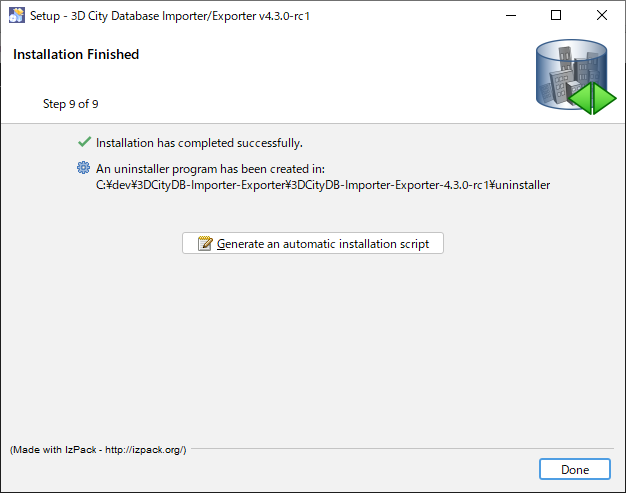 Setup - 3D City Database Importer/Exporter v4.3.0-rc1
Installation Finished
Step 9 of 9
Installation has completed successfully.
An uninstaller program has been created in:
C:¥dev¥3DCityDB-Importer-Exporter¥3DCityDB-Importer-Exporter-4.3.0-rc1¥uninstaller
Generate an automatic installation script
(Made with IzPack - http://izpack.org/)
Done